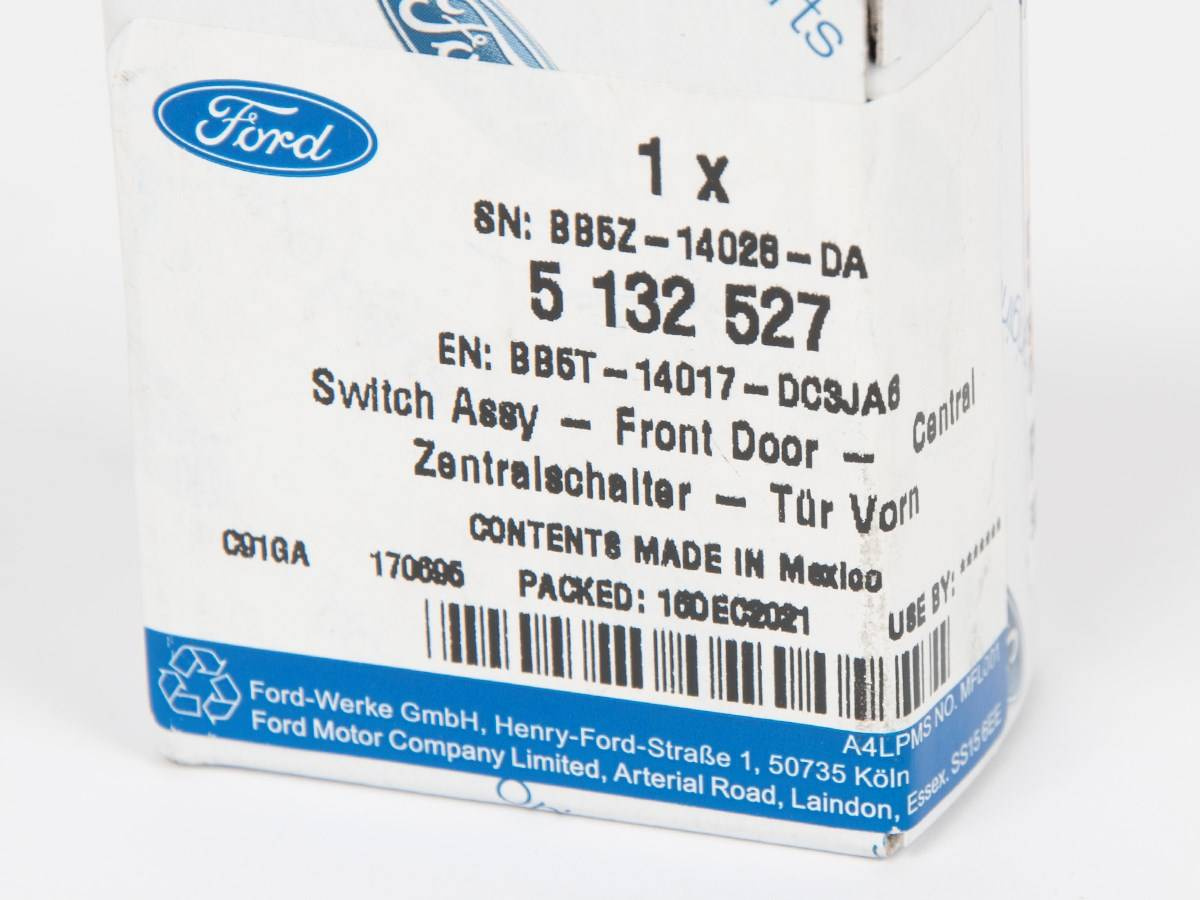 rts
Ford
1 x
SN: BB5Z-14028-DA
5 132 527
EN: BB5T-14017-DC3JA6
Switch Assy - Front Door - Central
Zentralschalter - Tür Vorn
CONTENTS MADE IN Mexico
C91GA 170695 PACKED: 16DEC2021 USE BY: *******
A4LPMS NO. MFL001
Ford-Werke GmbH, Henry-Ford-Straße 1, 50735 Köln
Ford Motor Company Limited, Arterial Road, Laindon, Essex. SS15 6EE